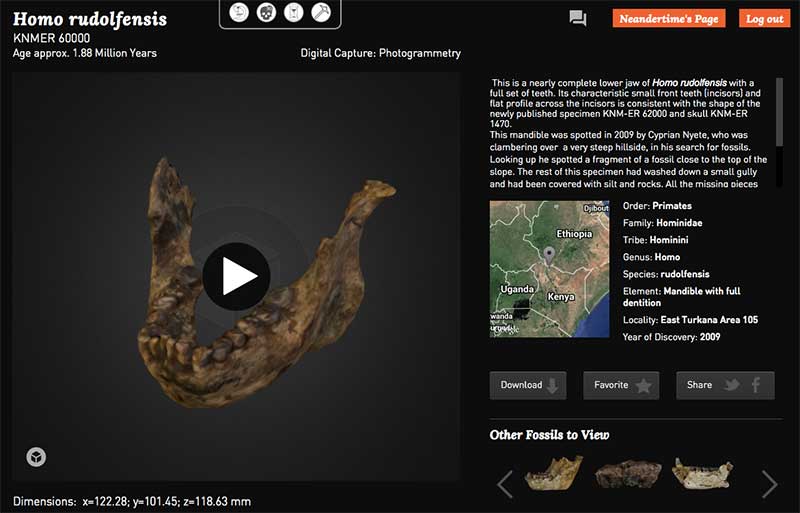 Homo rudolfensis
KNMER 60000
Age approx. 1.88 Million Years
Digital Capture: Photogrammetry
Neandertime's Page
Log out
This is a nearly complete lower jaw of Homo rudolfensis with a
full set of teeth. Its characteristic small front teeth (incisors) and
flat profile across the incisors is consistent with the shape of the
newly published specimen KNM-ER 62000 and skull KNM-ER
1470.
This mandible was spotted in 2009 by Cyprian Nyete, who was
clambering over a very steep hillside, in his search for fossils.
Looking up he spotted a fragment of a fossil close to the top of the
slope. The rest of this specimen had washed down a small gully
and had been covered with silt and rocks. All the missing pieces
Djibout
Ethiopia
Uganda
Kenya
wanda
Order: Primates
Family: Hominidae
Tribe: Hominini
Genus: Homo
Species: rudolfensis
Element: Mandible with full
dentition
Locality: East Turkana Area 105
Year of Discovery: 2009
Download
Favorite
Share
Other Fossils to View
Dimensions: x=122.28; y=101.45; z=118.63 mm